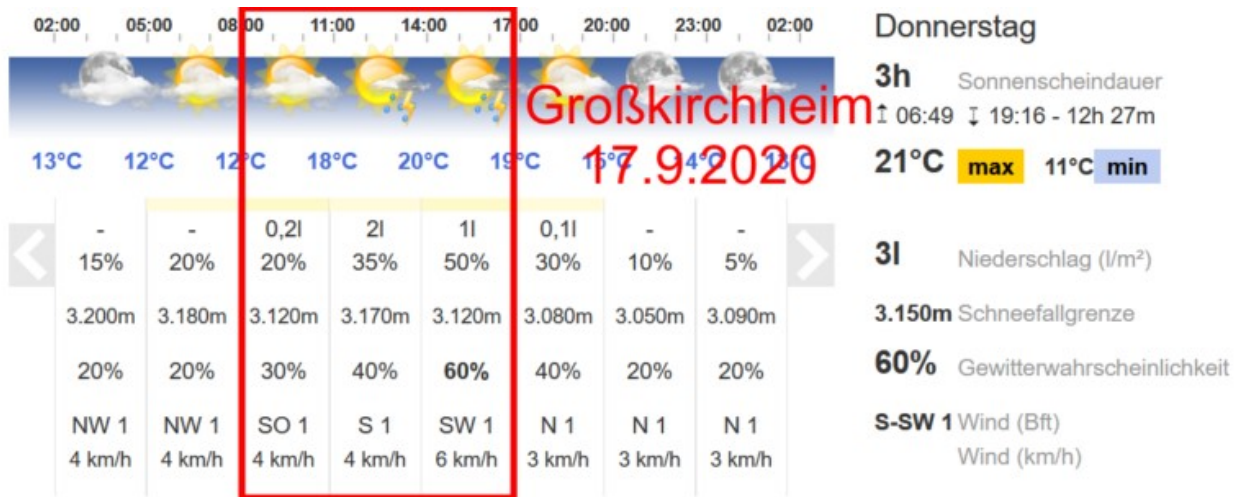 02:00 05:00 08:00 11:00 14:00 17:00 20:00 23:00 02:00
Großkirchheim
17.9.2020
13°C 12°C 12°C 18°C 20°C 19°C 15°C 14°C 13°C
- - 0,2l 2l 1l 0,1l - -
15% 20% 20% 35% 50% 30% 10% 5%
3.200m 3.180m 3.120m 3.170m 3.120m 3.080m 3.050m 3.090m
20% 20% 30% 40% 60% 40% 20% 20%
NW 1 NW 1 SO 1 S 1 SW 1 N 1 N 1 N 1
4 km/h 4 km/h 4 km/h 4 km/h 6 km/h 3 km/h 3 km/h 3 km/h
Donnerstag
3h Sonnenscheindauer
↥ 06:49 ↧ 19:16 - 12h 27m
21°C max 11°C min
3l Niederschlag (l/m²)
3.150m Schneefallgrenze
60% Gewitterwahrscheinlichkeit
S-SW 1 Wind (Bft)
Wind (km/h)